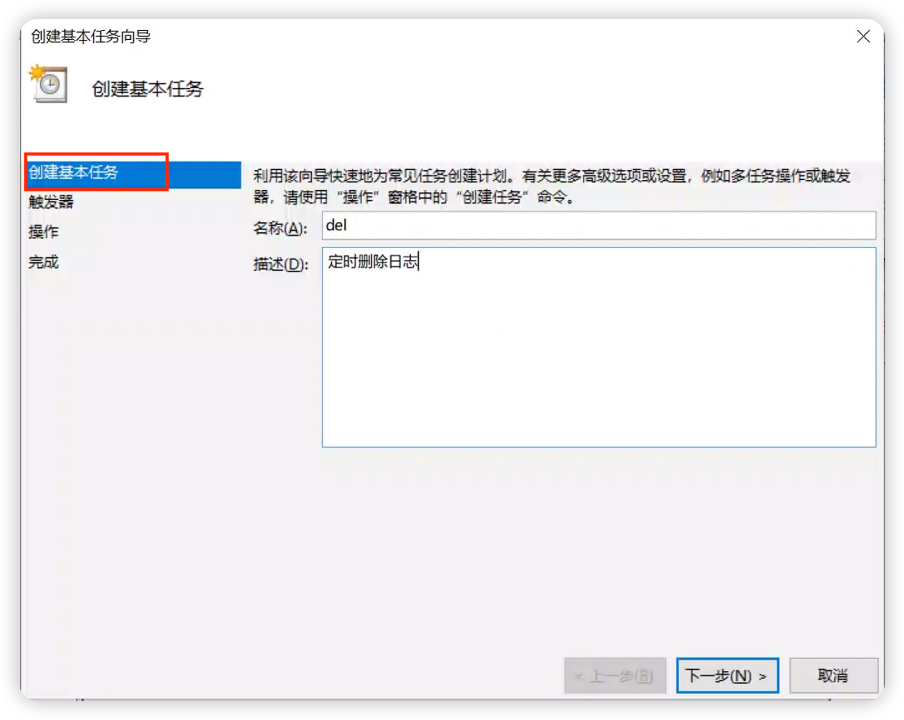 创建基本任务向导
创建基本任务
创建基本任务
触发器
操作
完成
利用该向导快速地为常见任务创建计划。有关更多高级选项或设置，例如多任务操作或触发
器，请使用“操作”窗格中的“创建任务”命令。
名称(A): del
描述(D): 定时删除日志
< 上一步(B) 下一步(N) > 取消